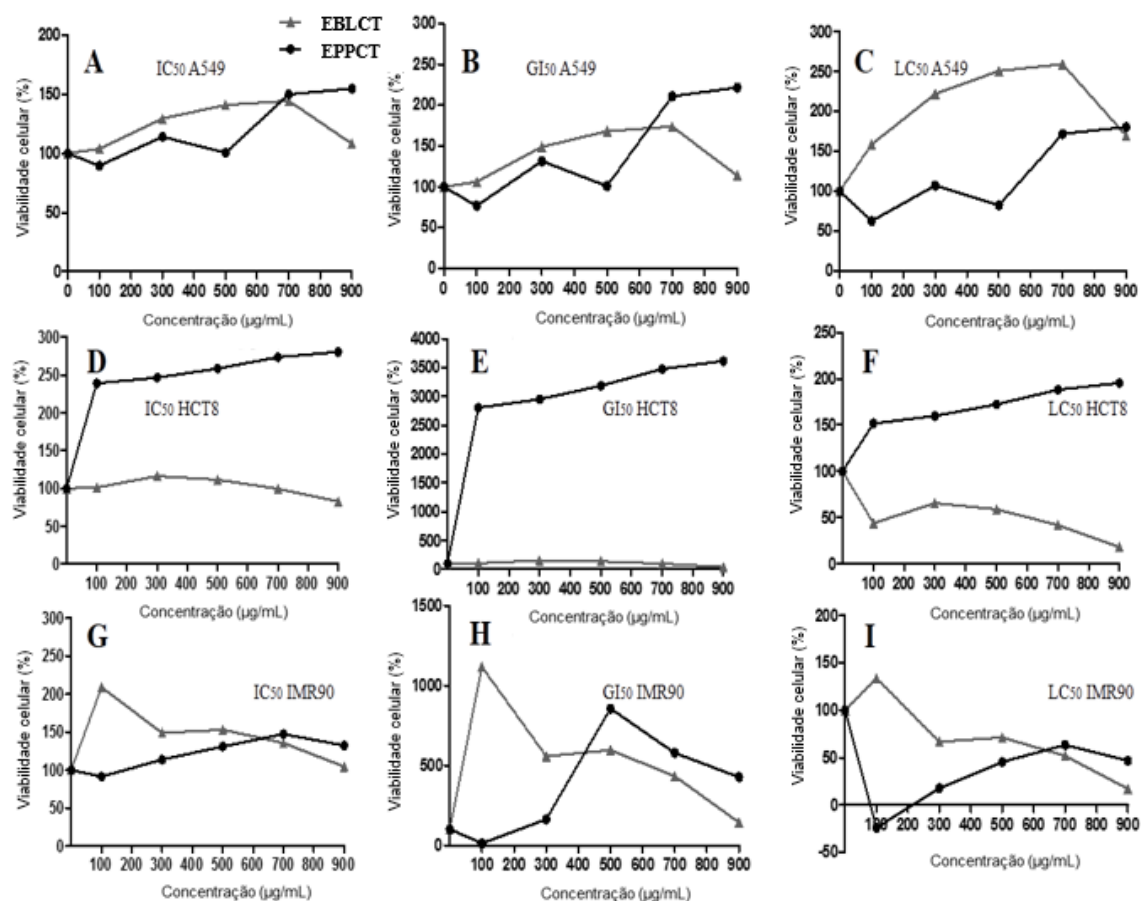 EBLCT
EPPCT
A
IC50 A549
Viabilidade celular (%)
200
150
100
50
0
0 100 200 300 400 500 600 700 800 900
Concentração (µg/mL)
B
GI50 A549
Viabilidade celular (%)
300
250
200
150
100
50
0
0 100 200 300 400 500 600 700 800 900
Concentração (µg/mL)
C
LC50 A549
Viabilidade celular (%)
300
250
200
150
100
50
0
0 100 200 300 400 500 600 700 800 900
Concentração (µg/mL)
D
IC50 HCT8
Viabilidade celular (%)
300
250
200
150
100
50
0
100 200 300 400 500 600 700 800 900
Concentração (µg/mL)
E
GI50 HCT8
Viabilidade celular (%)
4000
3500
3000
2500
2000
1500
1000
500
0
100 200 300 400 500 600 700 800 900
Concentração (µg/mL)
F
LC50 HCT8
Viabilidade celular (%)
250
200
150
100
50
0
100 200 300 400 500 600 700 800 900
Concentração (µg/mL)
G
IC50 IMR90
Viabilidade celular (%)
300
250
200
150
100
50
0
100 200 300 400 500 600 700 800 900
Concentração (µg/mL)
H
GI50 IMR90
Viabilidade celular (%)
1500
1000
500
0
100 200 300 400 500 600 700 800 900
Concentração (µg/mL)
I
LC50 IMR90
Viabilidade celular (%)
200
150
100
50
0
-50
100 200 300 400 500 600 700 800 900
Concentração (µg/mL)